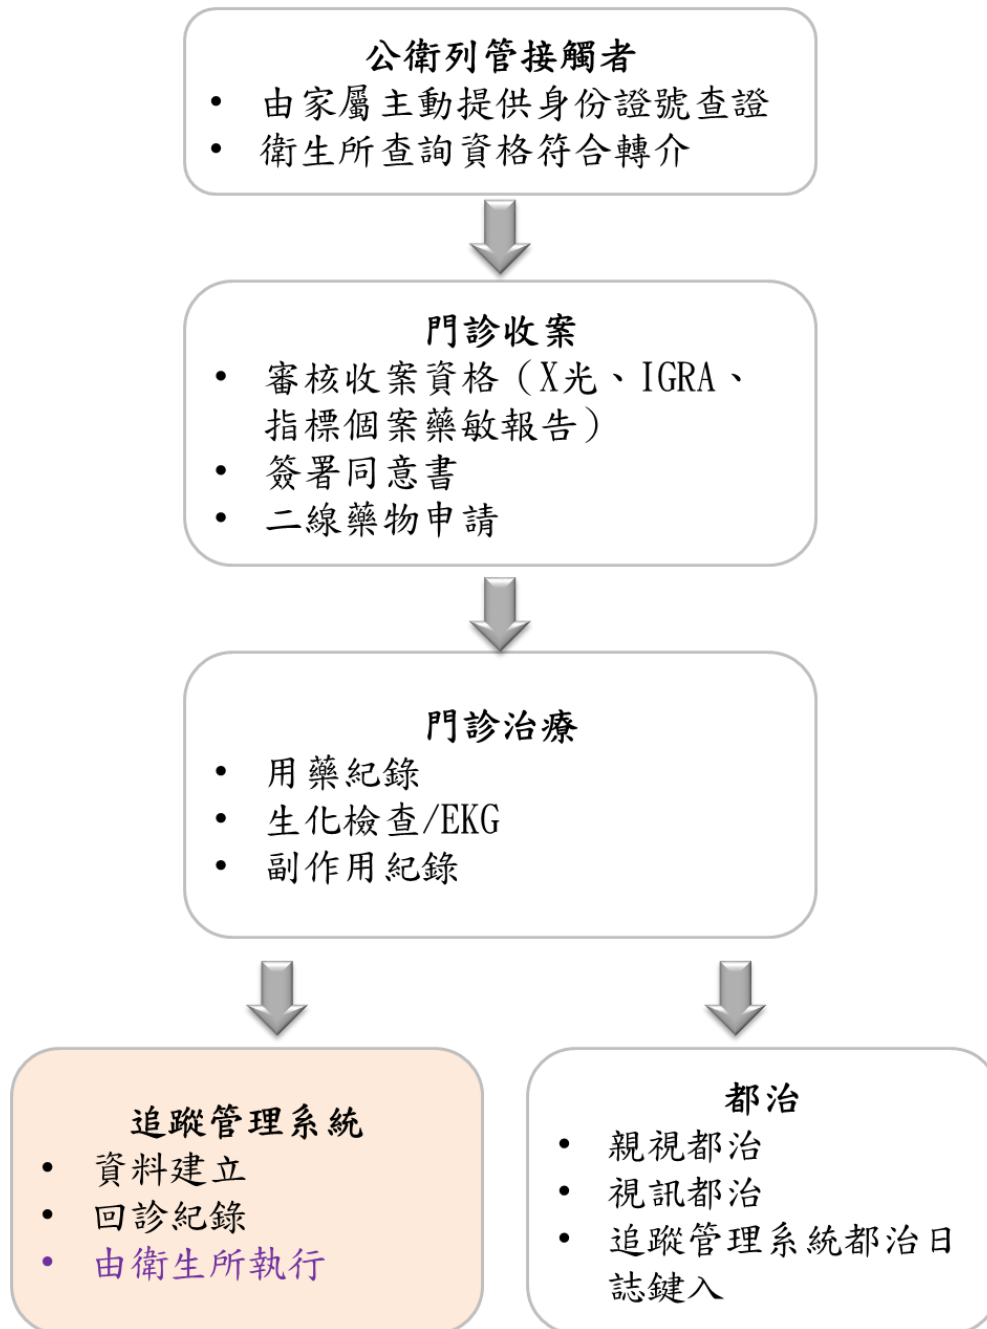 公衛列管接觸者
• 由家屬主動提供身份證號查證
• 衛生所查詢資格符合轉介
門診收案
• 審核收案資格（X光、IGRA、
指標個案藥敏報告）
• 簽署同意書
• 二線藥物申請
門診治療
• 用藥紀錄
• 生化檢查/EKG
• 副作用紀錄
追蹤管理系統
• 資料建立
• 回診紀錄
• 由衛生所執行
都治
• 親視都治
• 視訊都治
• 追蹤管理系統都治日
誌鍵入